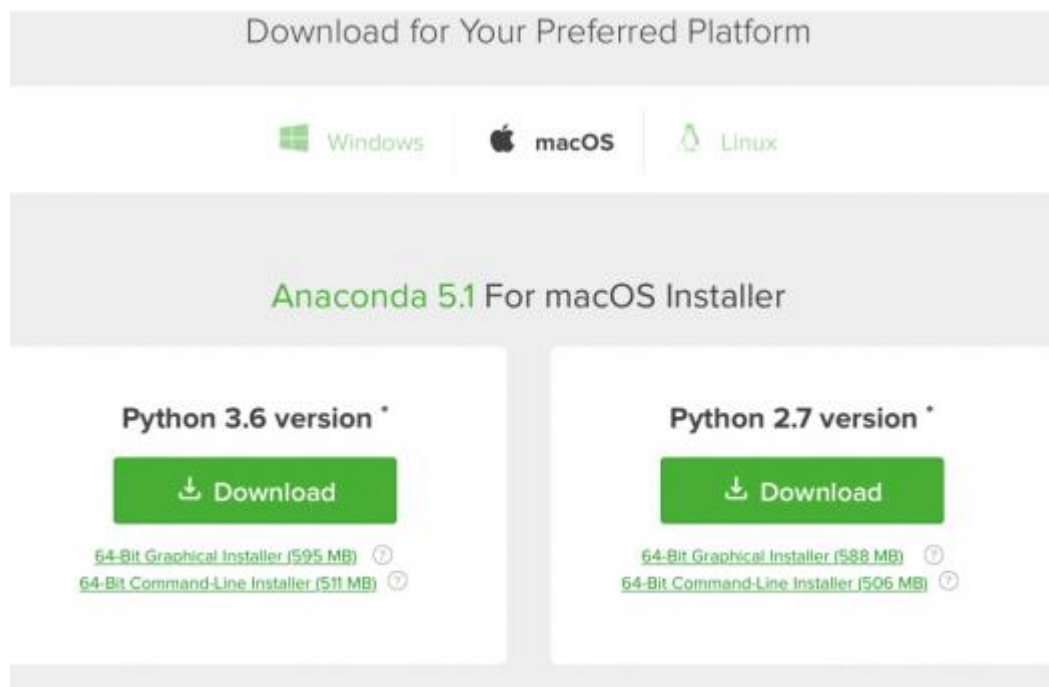 Download for Your Preferred Platform
Windows macOS Linux
Anaconda 5.1 For macOS Installer
Python 3.6 version *
Download
64-Bit Graphical Installer (595 MB) ?
64-Bit Command-Line Installer (511 MB) ?
Python 2.7 version *
Download
64-Bit Graphical Installer (588 MB) ?
64-Bit Command-Line Installer (506 MB) ?